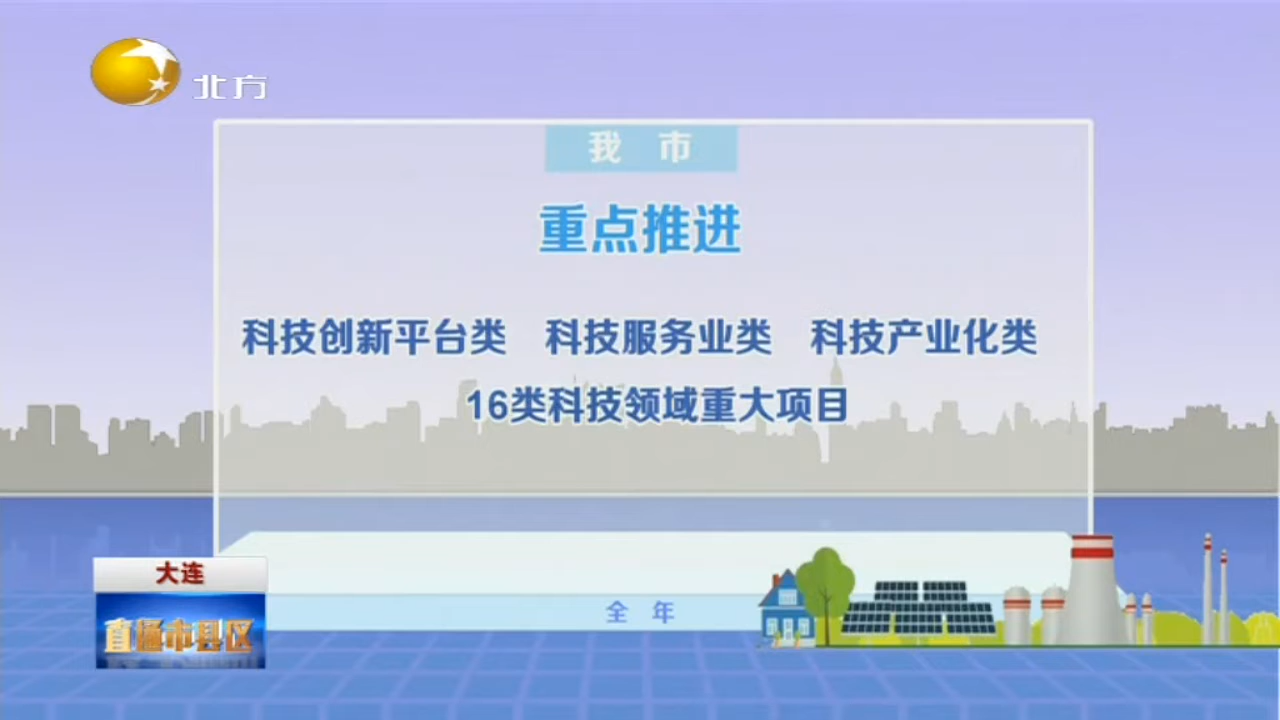 北方
我 市
重点推进
科技创新平台类 科技服务业类 科技产业化类
16类科技领域重大项目
大连
直通市县区
全 年